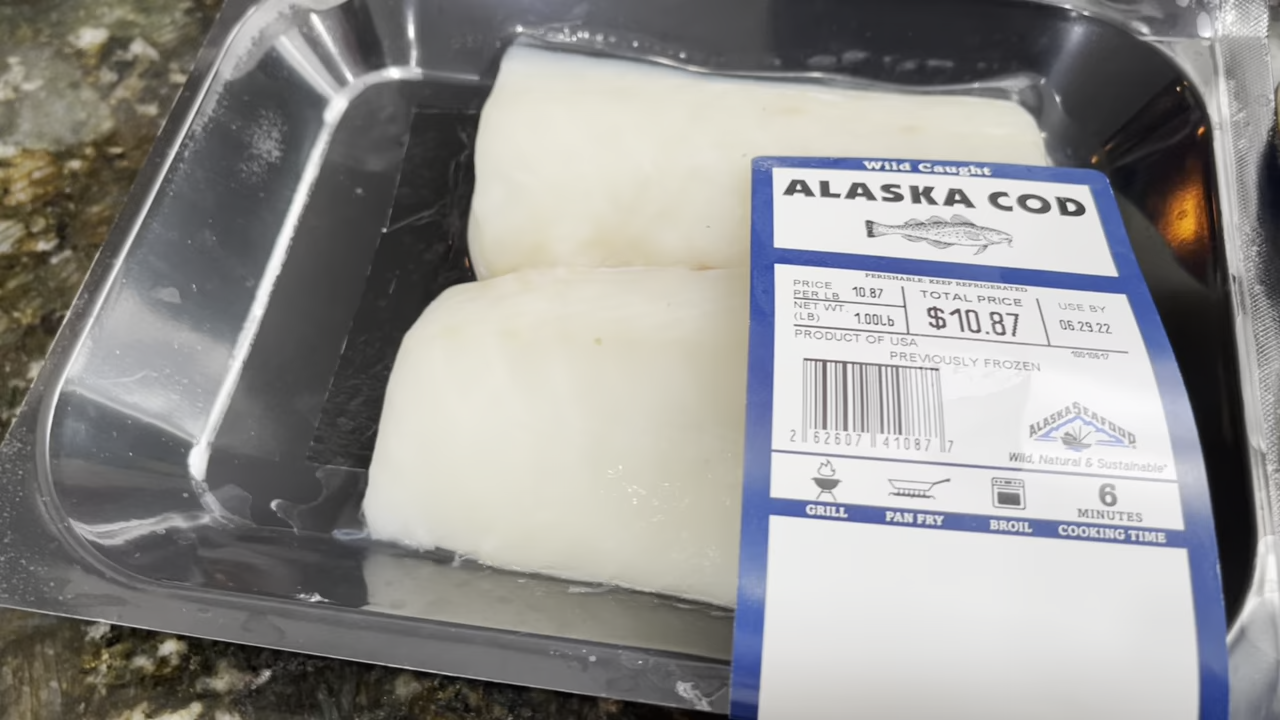 Wild Caught
ALASKA COD
PERISHABLE: KEEP REFRIGERATED
PRICE PER LB 10.87
NET WT. (LB) 1.00Lb
TOTAL PRICE
$10.87
USE BY
06.29.22
PRODUCT OF USA
10010617
PREVIOUSLY FROZEN
2 62607 41087 7
ALASKA SEAFOOD
Wild, Natural & Sustainable®
GRILL
PAN FRY
BROIL
6
MINUTES
COOKING TIME